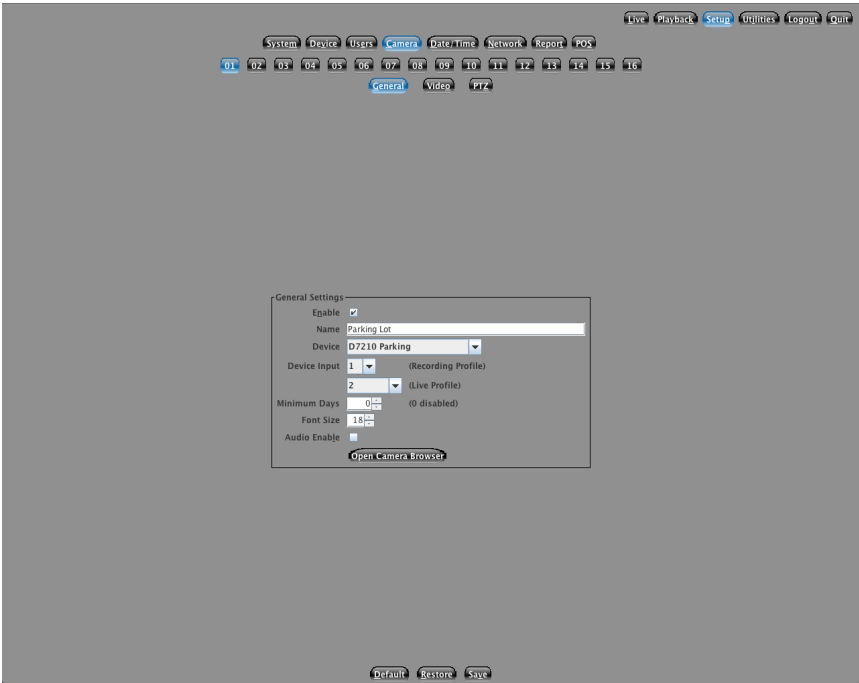 Live Playback Setup Utilities Logout Quit
System Device Users Camera Date/Time Network Report POS
01 02 03 04 05 06 07 08 09 10 11 12 13 14 15 16
General Video PTZ
General Settings
Enable
Name Parking Lot
Device D7210 Parking
Device Input 1 (Recording Profile)
2 (Live Profile)
Minimum Days 0 (0 disabled)
Font Size 18
Audio Enable
Open Camera Browser
Default Restore Save